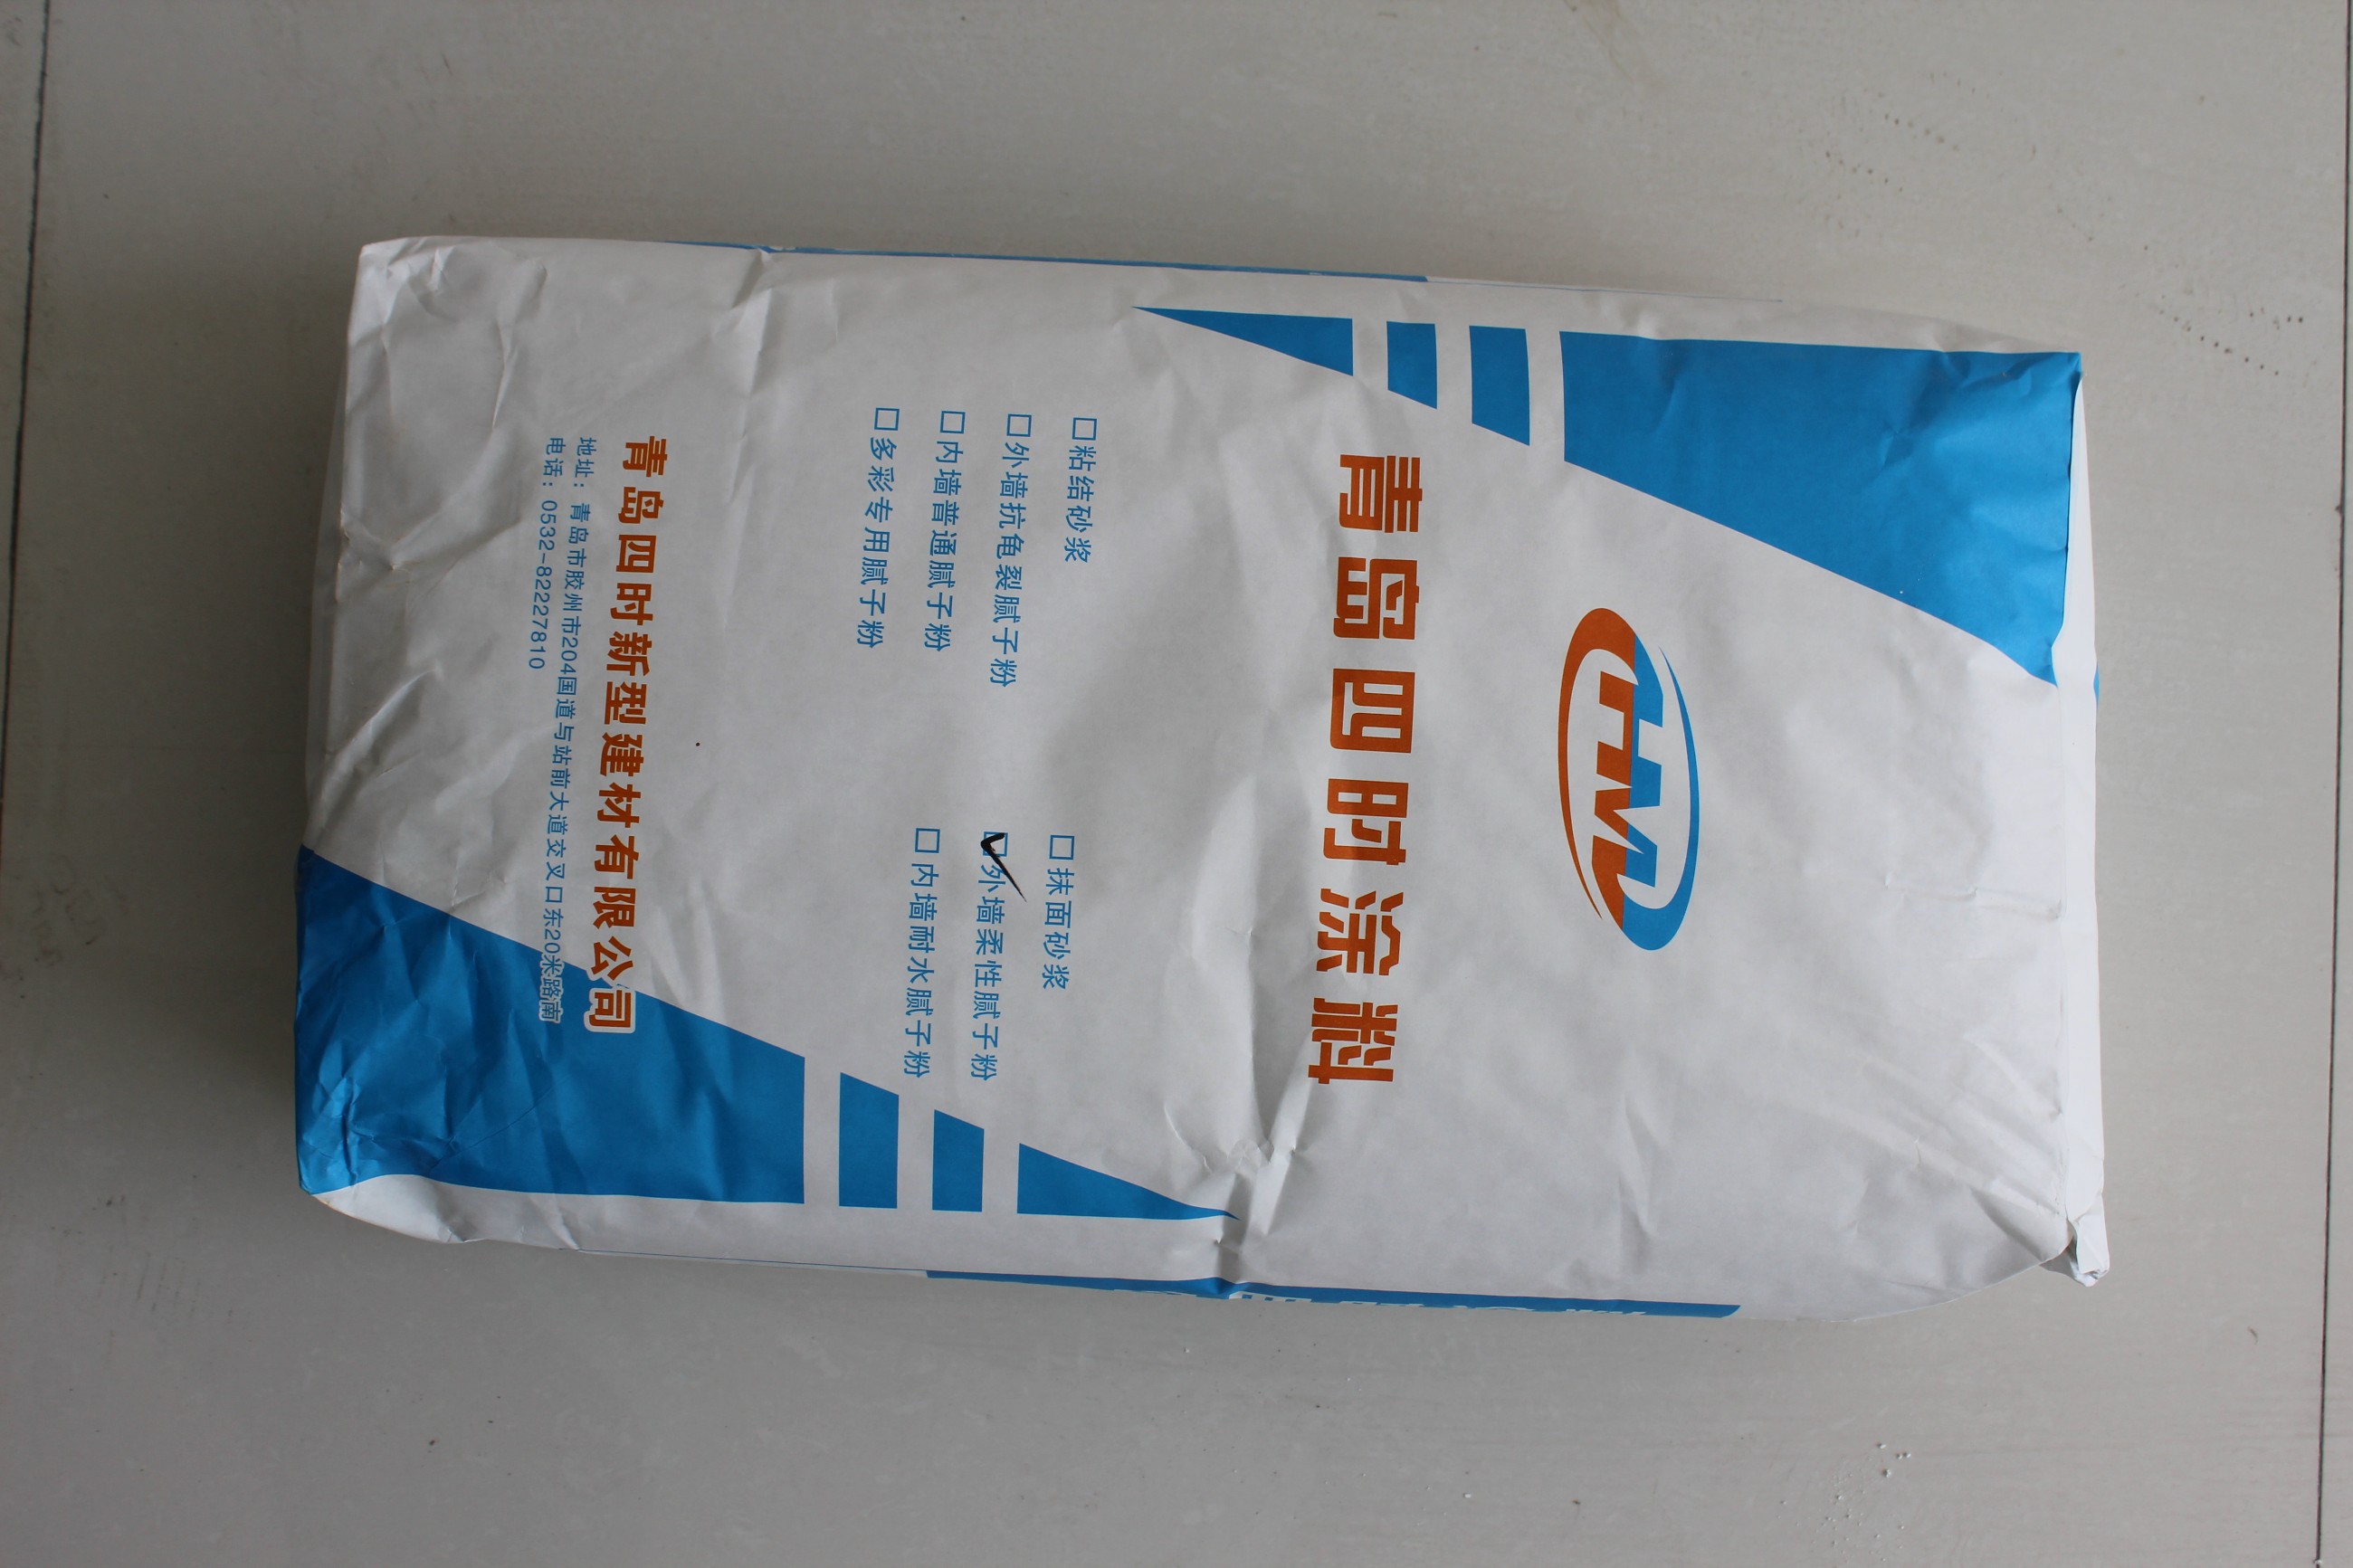 HM
青岛四时涂料
□粘结砂浆 □抹面砂浆
□外墙抗龟裂腻子粉 ☑外墙柔性腻子粉
□内墙普通腻子粉 □内墙耐水腻子粉
□多彩专用腻子粉
青岛四时新型建材有限公司
地址：青岛市胶州市204国道与站前大道交叉口东20米路南
电话：0532-82227810